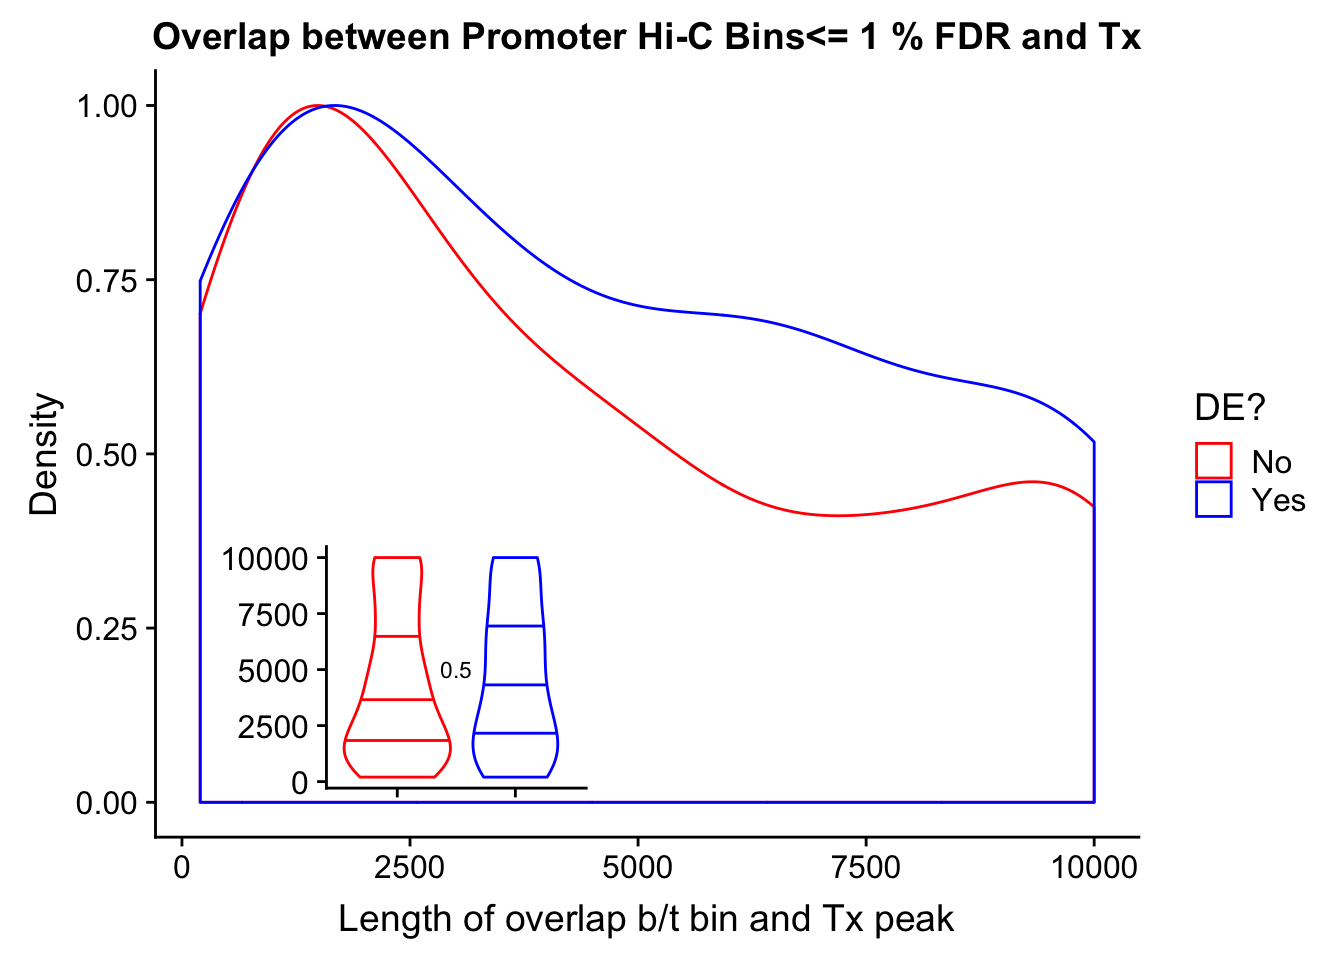 Overlap between Promoter Hi-C Bins<= 1 % FDR and Tx
1.00
0.75
0.50
0.25
0.00
Density
10000
7500
5000
2500
0
0.5
0
2500
5000
7500
10000
Length of overlap b/t bin and Tx peak
DE?
No
Yes